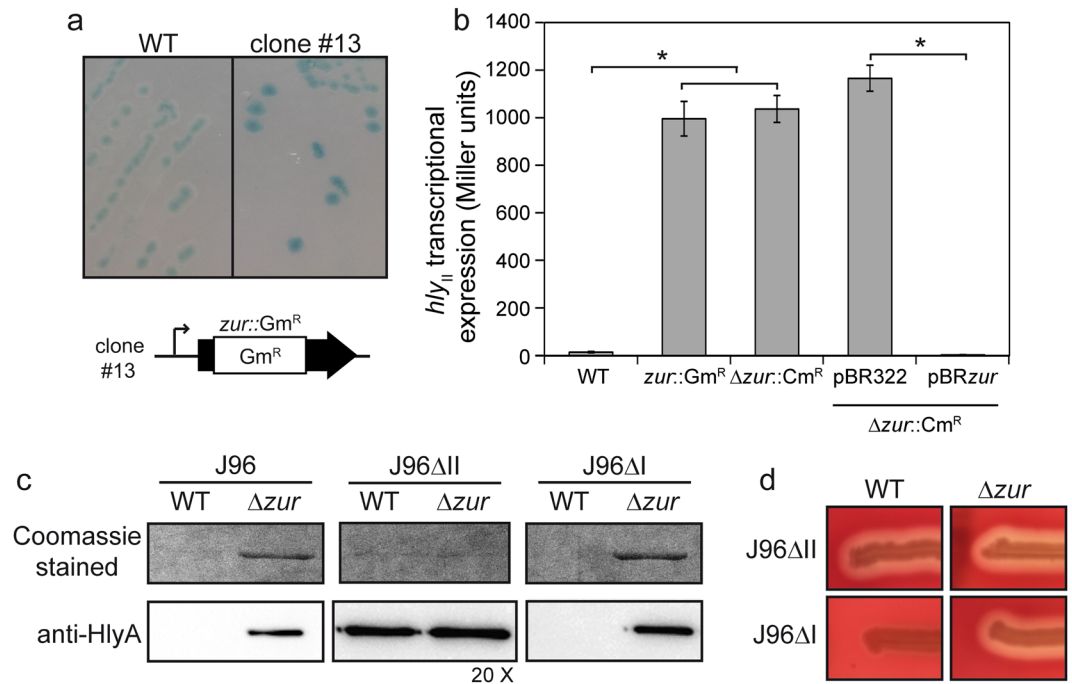 a
WT clone #13
clone
#13
zur::Gmᴿ
Gmᴿ
b
hlyII transcriptional
expression (Miller units)
1400
1200
1000
800
600
400
200
0
*
*
WT zur::Gmᴿ Δzur::Cmᴿ pBR322 pBRzur
Δzur::Cmᴿ
c
J96 J96ΔII J96ΔI
WT Δzur WT Δzur WT Δzur
Coomassie
stained
anti-HlyA
20 X
d
WT Δzur
J96ΔII
J96ΔI